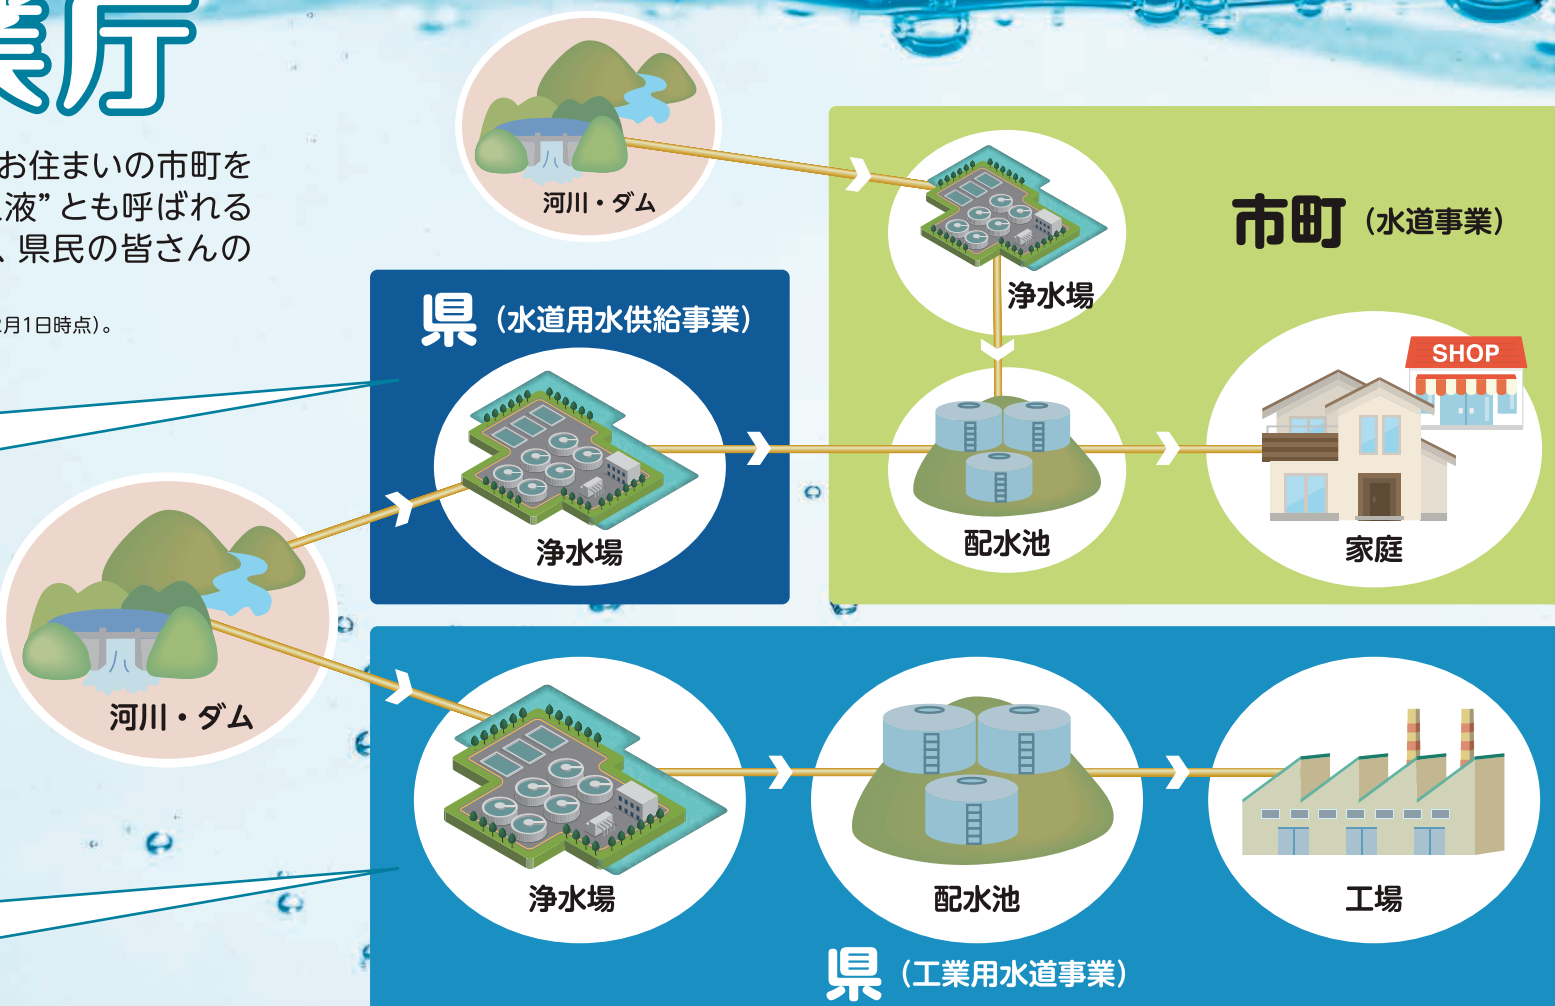 業庁
お住まいの市町を
液”とも呼ばれる
、県民の皆さんの
月1日時点）。
河川・ダム
市町（水道事業）
浄水場
県（水道用水供給事業）
SHOP
浄水場
配水池
家庭
河川・ダム
浄水場
配水池
工場
県（工業用水道事業）